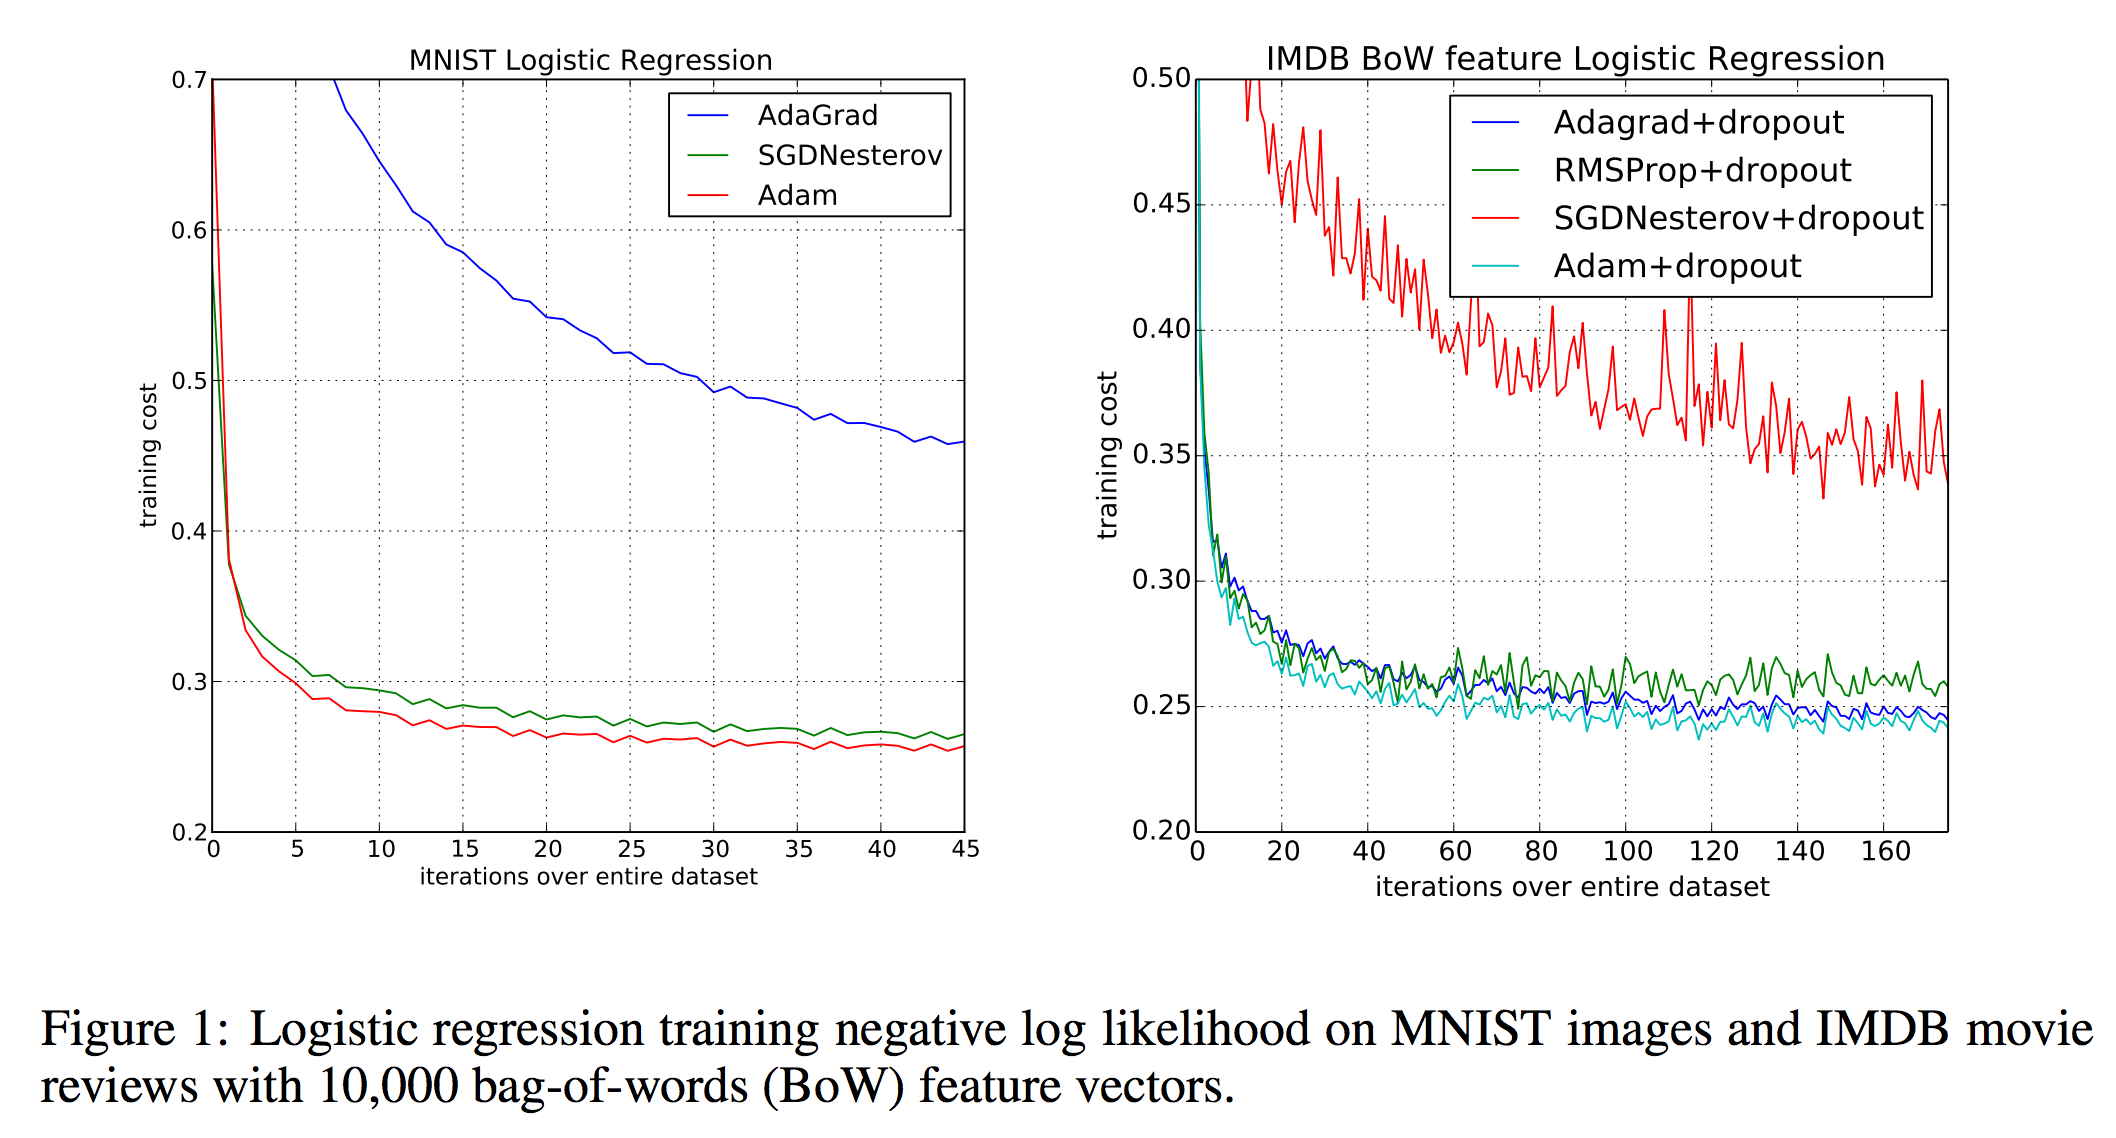 MNIST Logistic Regression
0.7
0.6
0.5
0.4
0.3
0.2
training cost
AdaGrad
SGDNesterov
Adam
0 5 10 15 20 25 30 35 40 45
iterations over entire dataset
IMDB BoW feature Logistic Regression
0.50
0.45
0.40
0.35
0.30
0.25
0.20
training cost
Adagrad+dropout
RMSProp+dropout
SGDNesterov+dropout
Adam+dropout
0 20 40 60 80 100 120 140 160
iterations over entire dataset
Figure 1: Logistic regression training negative log likelihood on MNIST images and IMDB movie
reviews with 10,000 bag-of-words (BoW) feature vectors.